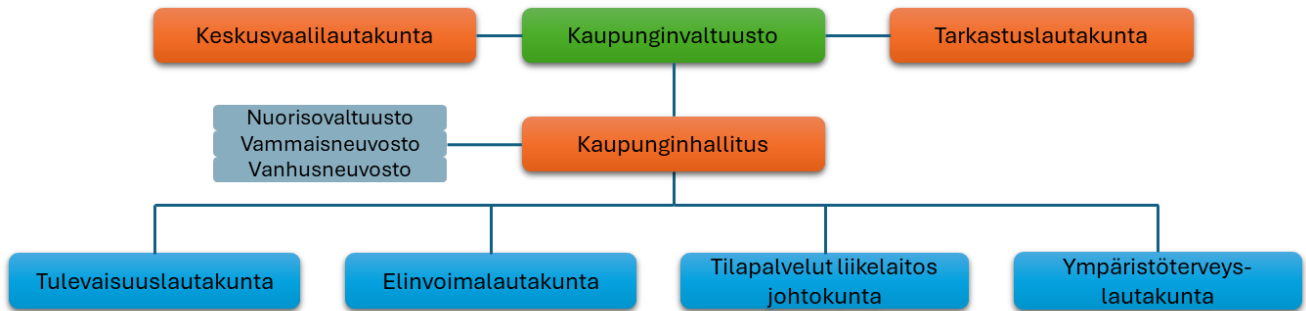 Keskusvaalilautakunta
Kaupunginvaltuusto
Tarkastuslautakunta
Nuorisovaltuusto
Vammaisneuvosto
Vanhusneuvosto
Kaupunginhallitus
Tulevaisuuslautakunta
Elinvoimalautakunta
Tilapalvelut liikelaitos
johtokunta
Ympäristöterveys-
lautakunta